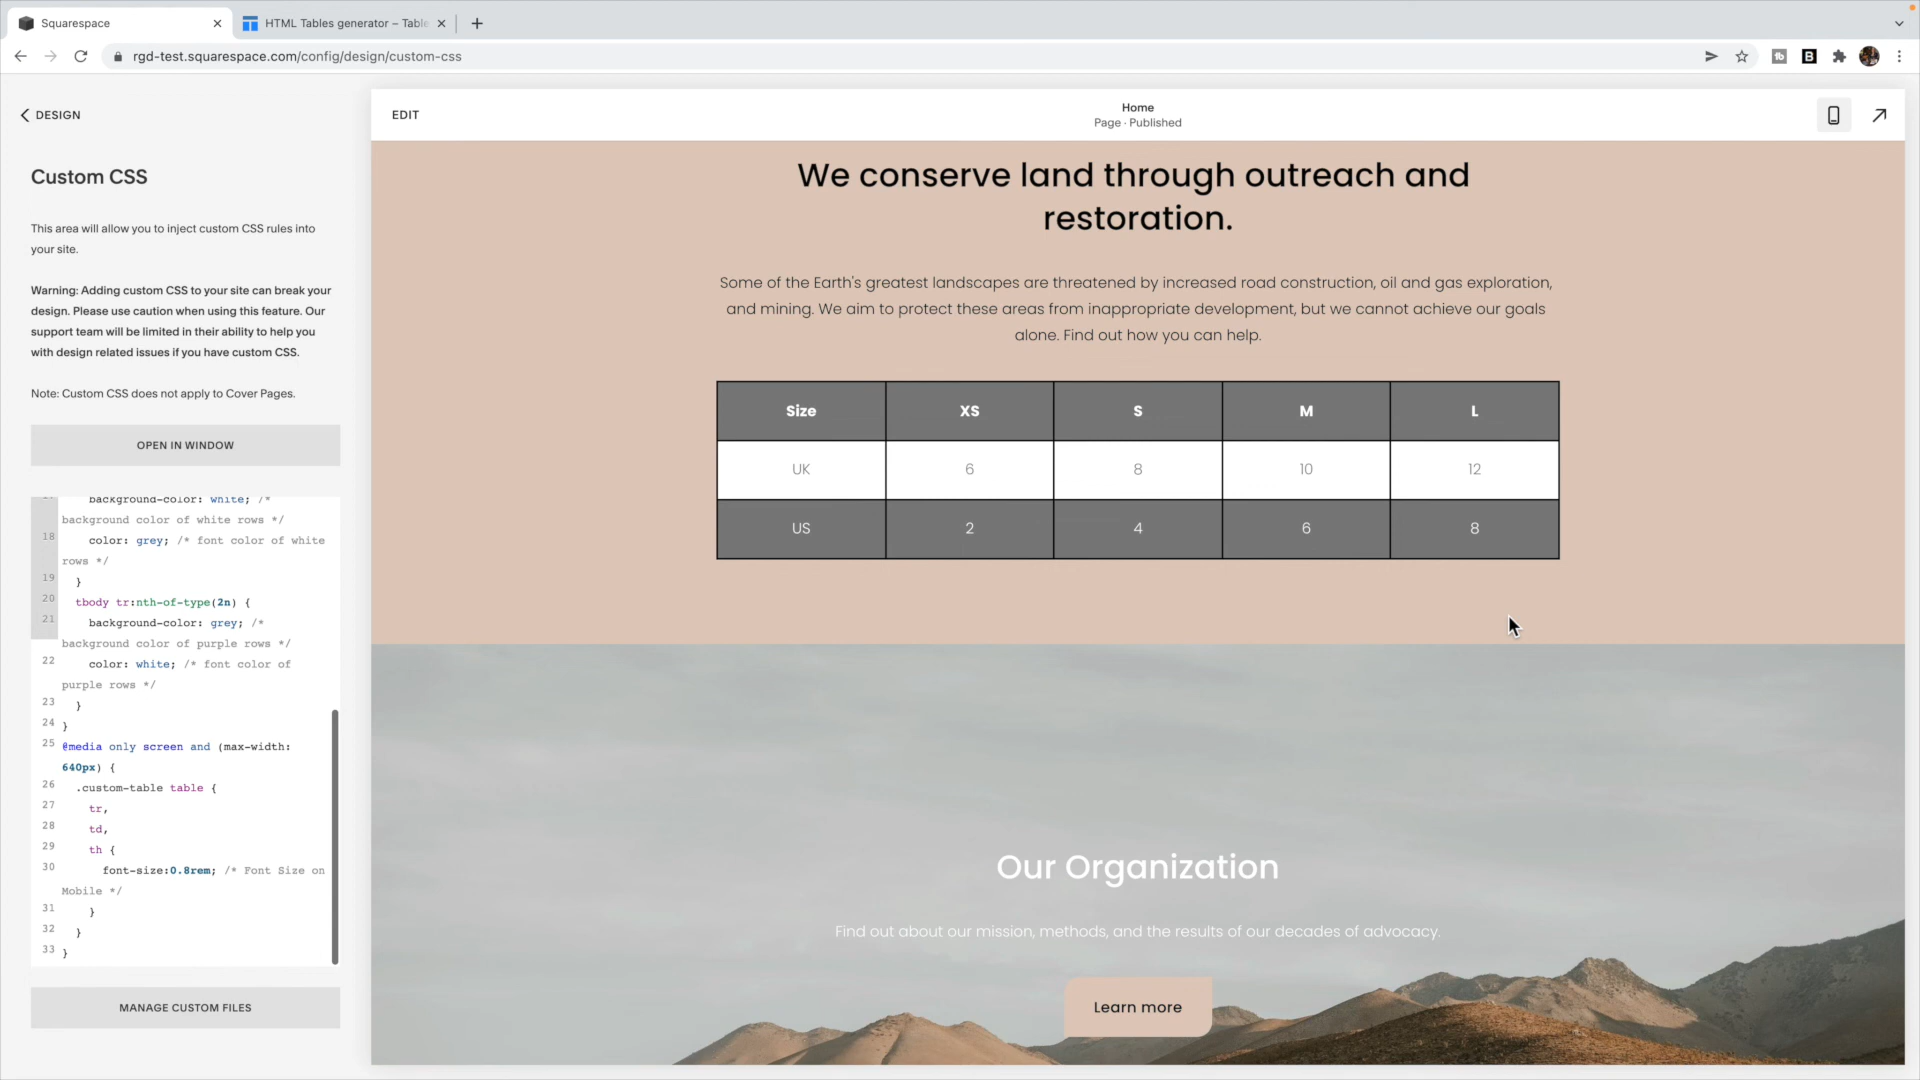 Squarespace
HTML Tables generator – Table
rgd-test.squarespace.com/config/design/custom-css
DESIGN
Custom CSS
This area will allow you to inject custom CSS rules into
your site.
Warning: Adding custom CSS to your site can break your
design. Please use caution when using this feature. Our
support team will be limited in their ability to help you
with design related issues if you have custom CSS.
Note: Custom CSS does not apply to Cover Pages.
OPEN IN WINDOW
background-color: white; /*
background color of white rows */
18 color: grey; /* font color of white
rows */
19 }
20 tbody tr:nth-of-type(2n) {
21 background-color: grey; /*
background color of purple rows */
22 color: white; /* font color of
purple rows */
23 }
24 }
25 @media only screen and (max-width:
640px) {
26 .custom-table table {
27 tr,
28 td,
29 th {
30 font-size:0.8rem; /* Font Size on
Mobile */
31 }
32 }
33 }
MANAGE CUSTOM FILES
EDIT
Home
Page · Published
We conserve land through outreach and
restoration.
Some of the Earth's greatest landscapes are threatened by increased road construction, oil and gas exploration,
and mining. We aim to protect these areas from inappropriate development, but we cannot achieve our goals
alone. Find out how you can help.
Size XS S M L
UK 6 8 10 12
US 2 4 6 8
Our Organization
Find out about our mission, methods, and the results of our decades of advocacy.
Learn more